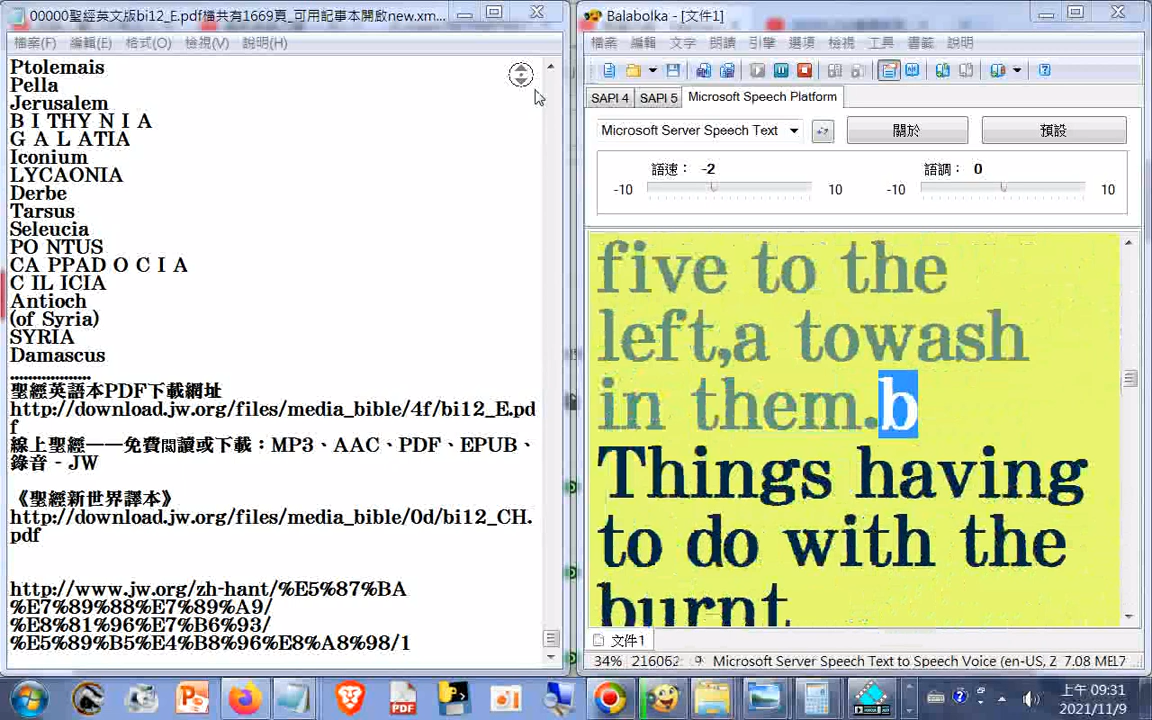 00000聖經英文版bi12_E.pdf檔共有1669頁_可用記事本開啟new.xm...
檔案(F) 編輯(E) 格式(O) 檢視(V) 說明(H)
Ptolemais
Pella
Jerusalem
B I THY N I A
G A L ATIA
Iconium
LYCAONIA
Derbe
Tarsus
Seleucia
PO NTUS
CA PPAD O C I A
C IL ICIA
Antioch
(of Syria)
SYRIA
Damascus
..................
聖經英語本PDF下載網址
http://download.jw.org/files/media_bible/4f/bi12_E.pd
f
線上聖經——免費閱讀或下載：MP3、AAC、PDF、EPUB、
錄音 - JW
《聖經新世界譯本》
http://download.jw.org/files/media_bible/0d/bi12_CH.
pdf
http://www.jw.org/zh-hant/%E5%87%BA
%E7%89%88%E7%89%A9/
%E8%81%96%E7%B6%93/
%E5%89%B5%E4%B8%96%E8%A8%98/1
Balabolka - [文件1]
檔案 編輯 文字 朗讀 引擎 選項 檢視 工具 書籤 說明
SAPI 4 SAPI 5 Microsoft Speech Platform
Microsoft Server Speech Text 關於 預設
語速： -2 語調： 0
-10 10 -10 10
five to the
left,a towash
in them.b
Things having
to do with the
burnt
文件1
34% Microsoft Server Speech Text to Speech Voice (en-US, Z 7.08
PDF
上午 09:31
2021/11/9